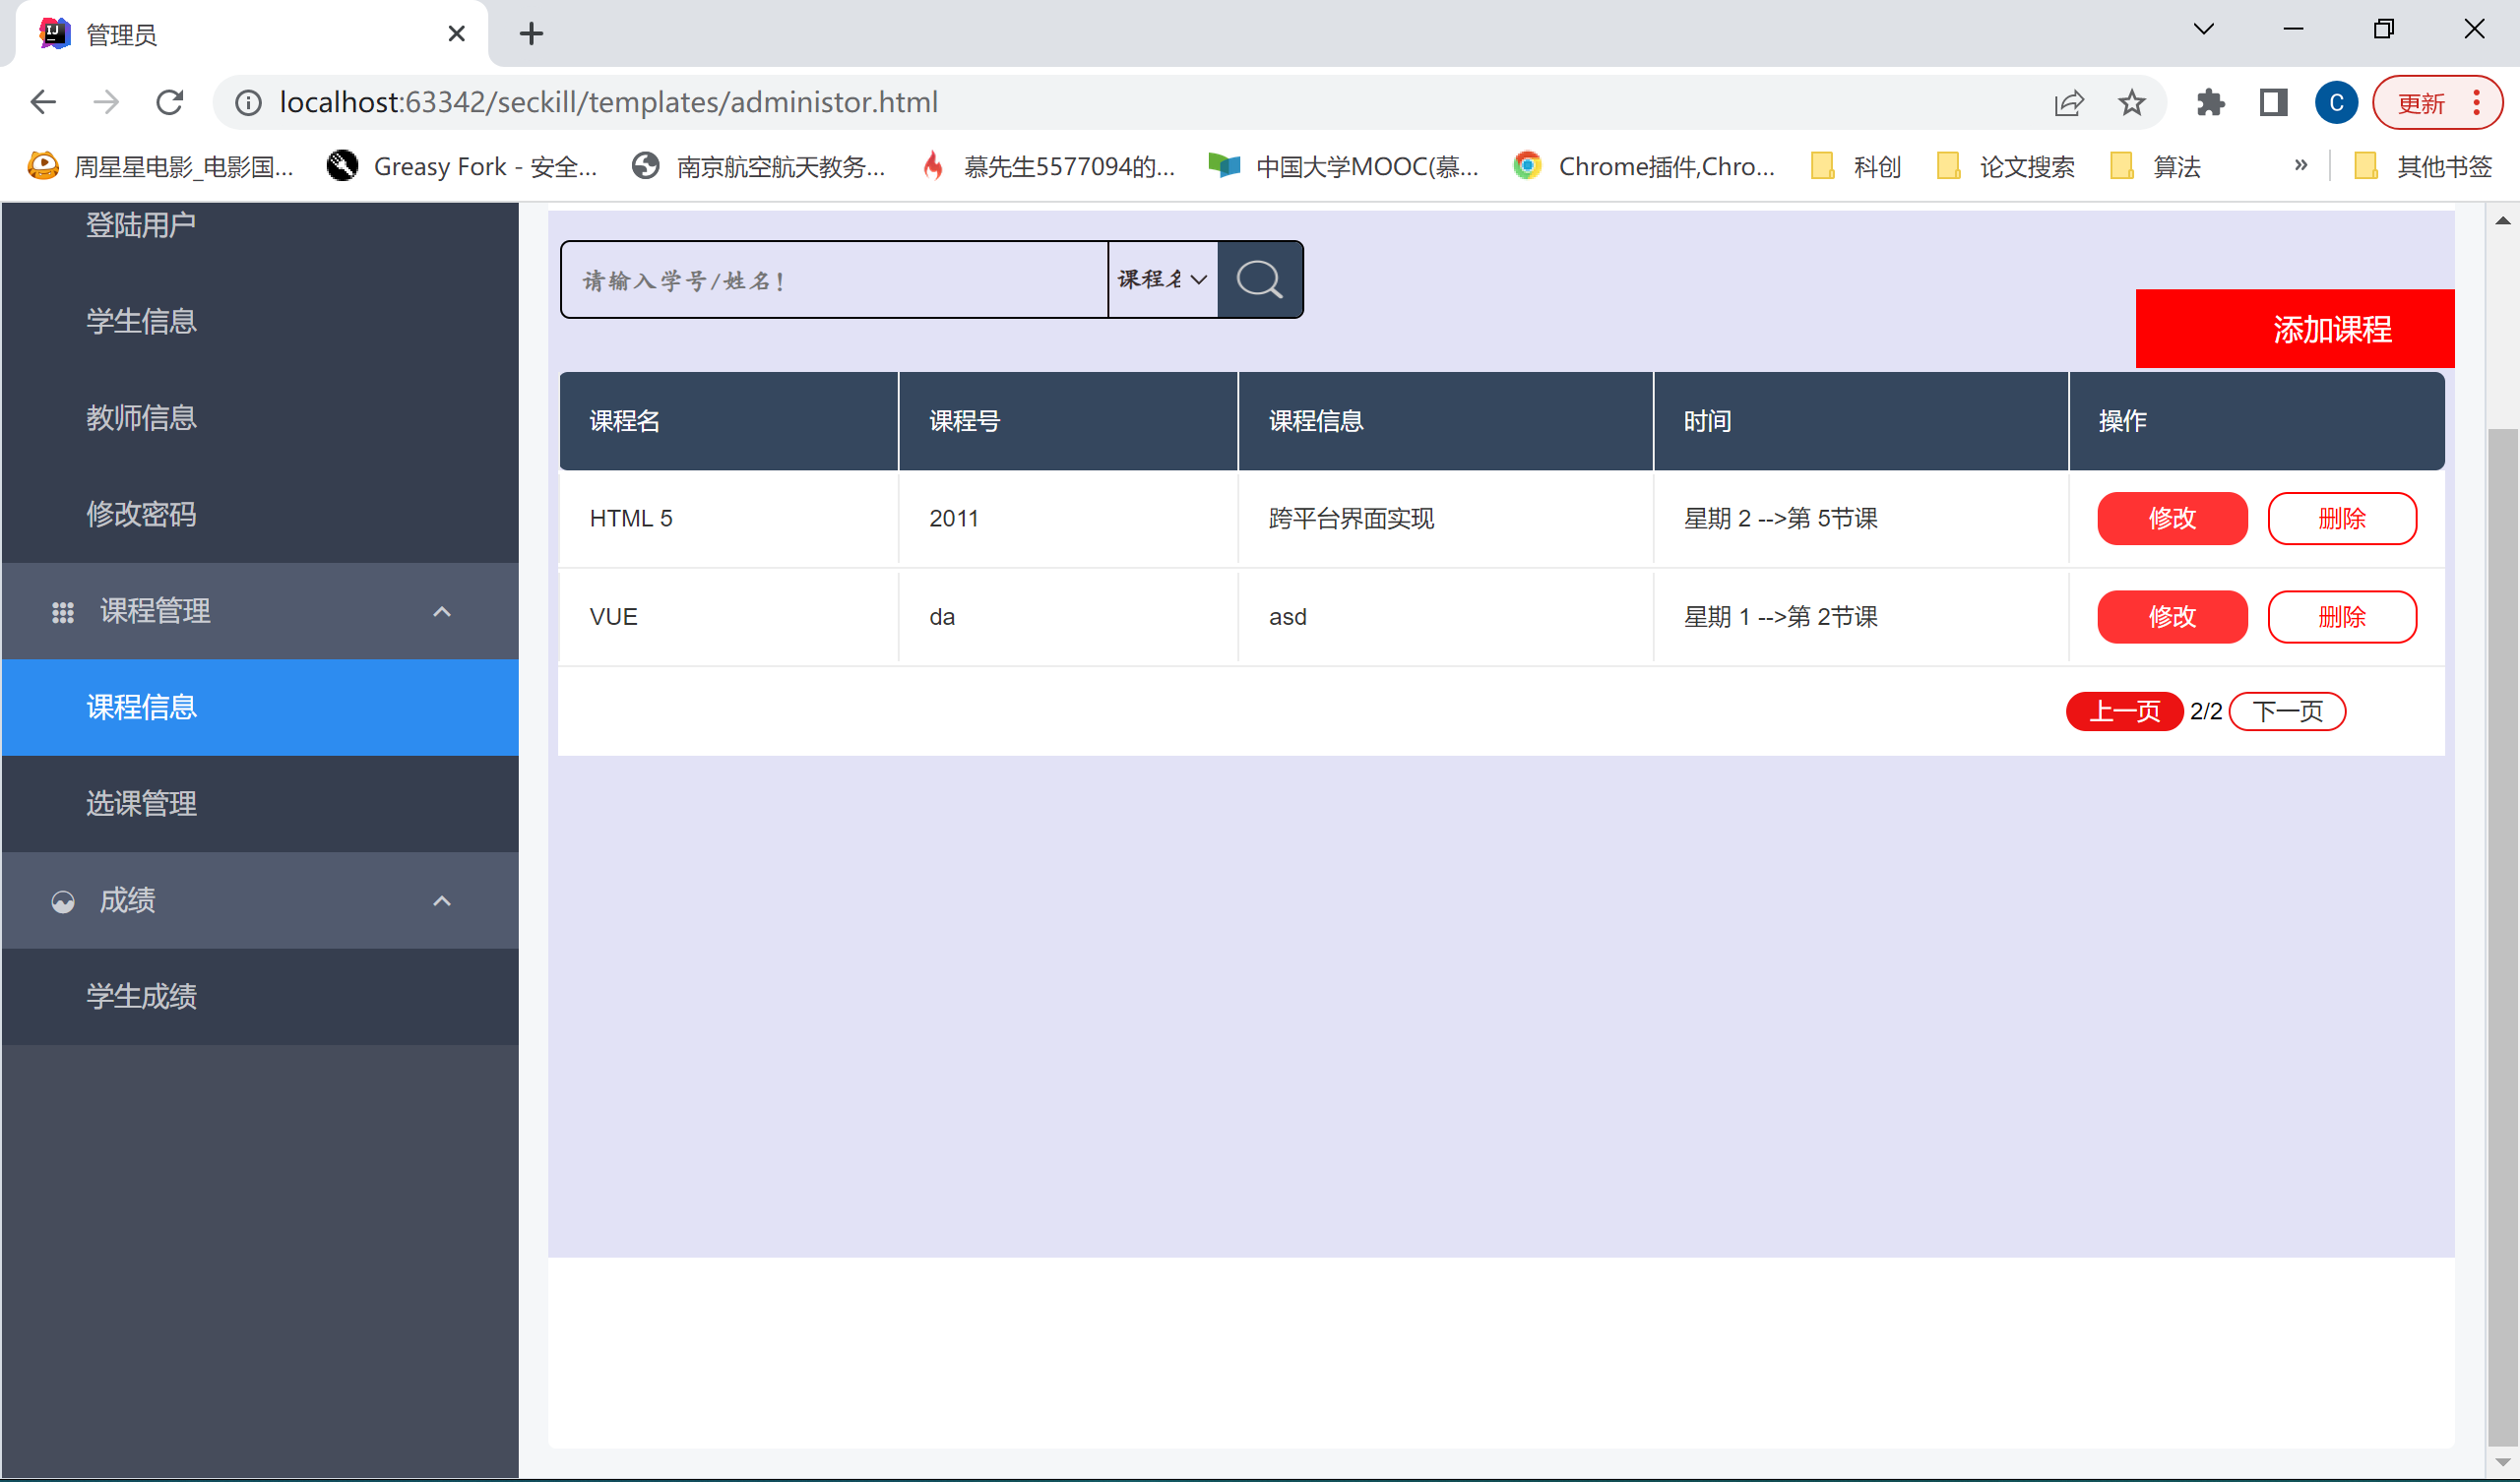 管理员
localhost:63342/seckill/templates/administor.html
更新
C
周星星电影_电影国...
Greasy Fork - 安全...
南京航空航天教务...
慕先生5577094的...
中国大学MOOC(慕...
Chrome插件,Chro...
科创
论文搜索
算法
»
其他书签
登陆用户
学生信息
教师信息
修改密码
课程管理
课程信息
选课管理
成绩
学生成绩
请输入学号/姓名!
课程名
添加课程
课程名 课程号 课程信息 时间 操作
HTML 5 2011 跨平台界面实现 星期 2 -->第 5节课 修改 删除
VUE da asd 星期 1 -->第 2节课 修改 删除
上一页 2/2 下一页